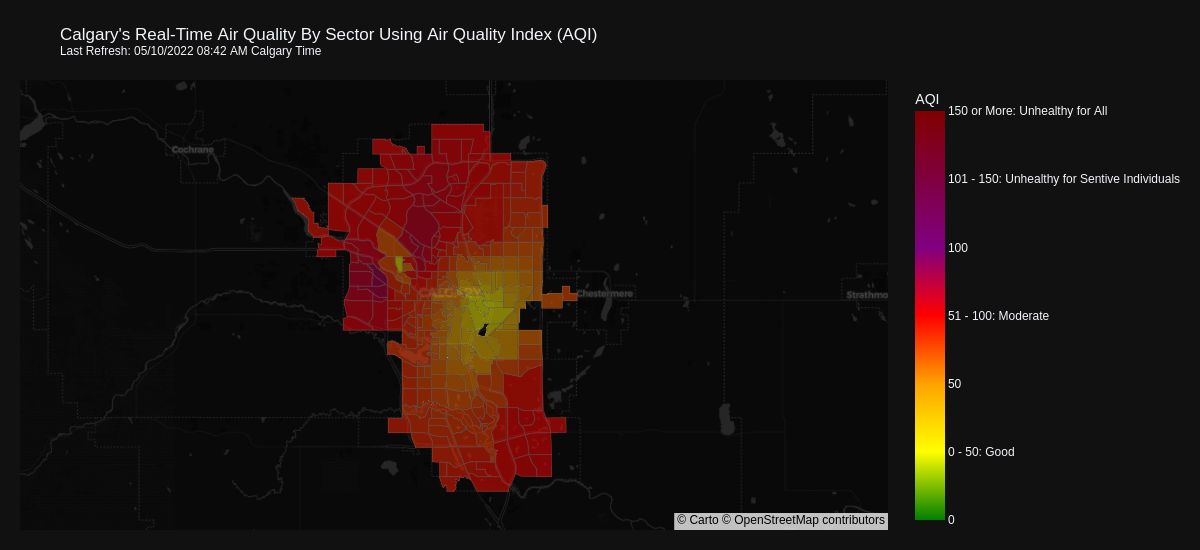 Calgary's Real-Time Air Quality By Sector Using Air Quality Index (AQI)
Last Refresh: 05/10/2022 08:42 AM Calgary Time
AQI
150 or More: Unhealthy for All
Cochrane
101 - 150: Unhealthy for Sentive Individuals
100
CALGARY
Chestermere
Strathmo
51 - 100: Moderate
50
0 - 50: Good
© Carto © OpenStreetMap contributors
0